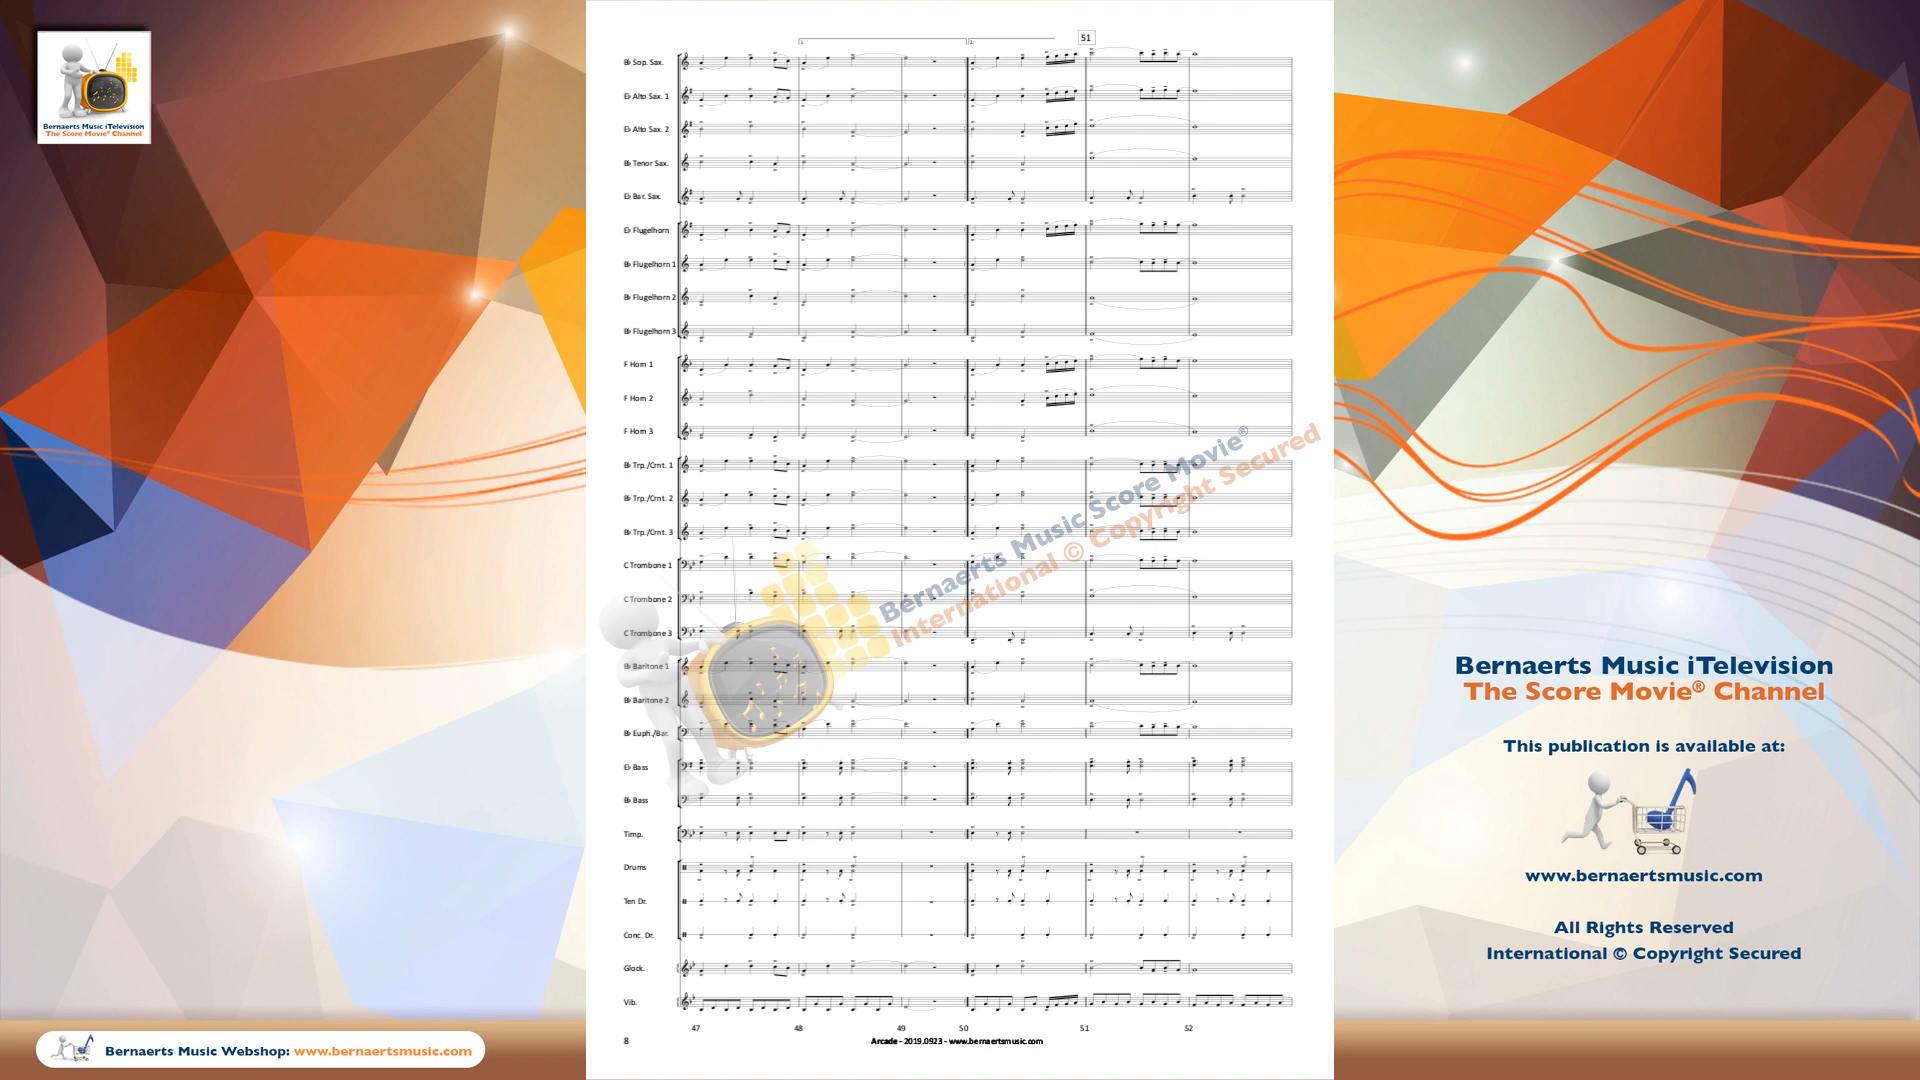 Bernaerts Music iTelevision
The Score Movie® Channel
1.
2.
51
B♭ Sop. Sax.
E♭ Alto Sax. 1
E♭ Alto Sax. 2
B♭ Tenor Sax.
E♭ Bar. Sax.
E♭ Flugelhorn
B♭ Flugelhorn 1
B♭ Flugelhorn 2
B♭ Flugelhorn 3
F Horn 1
F Horn 2
F Horn 3
B♭ Trp./Crnt. 1
B♭ Trp./Crnt. 2
B♭ Trp./Crnt. 3
C Trombone 1
C Trombone 2
C Trombone 3
B♭ Baritone 1
B♭ Baritone 2
B♭ Euph./Bar.
E♭ Bass
B♭ Bass
Timp.
Drums
Ten Dr.
Conc. Dr.
Glock.
Vib.
47 48 49 50 51 52
8
Arcade - 2019.0923 - www.bernaertsmusic.com
Bernaerts Music Score Movie®
International © Copyright Secured
Bernaerts Music iTelevision
The Score Movie® Channel
This publication is available at:
www.bernaertsmusic.com
All Rights Reserved
International © Copyright Secured
Bernaerts Music Webshop: www.bernaertsmusic.com